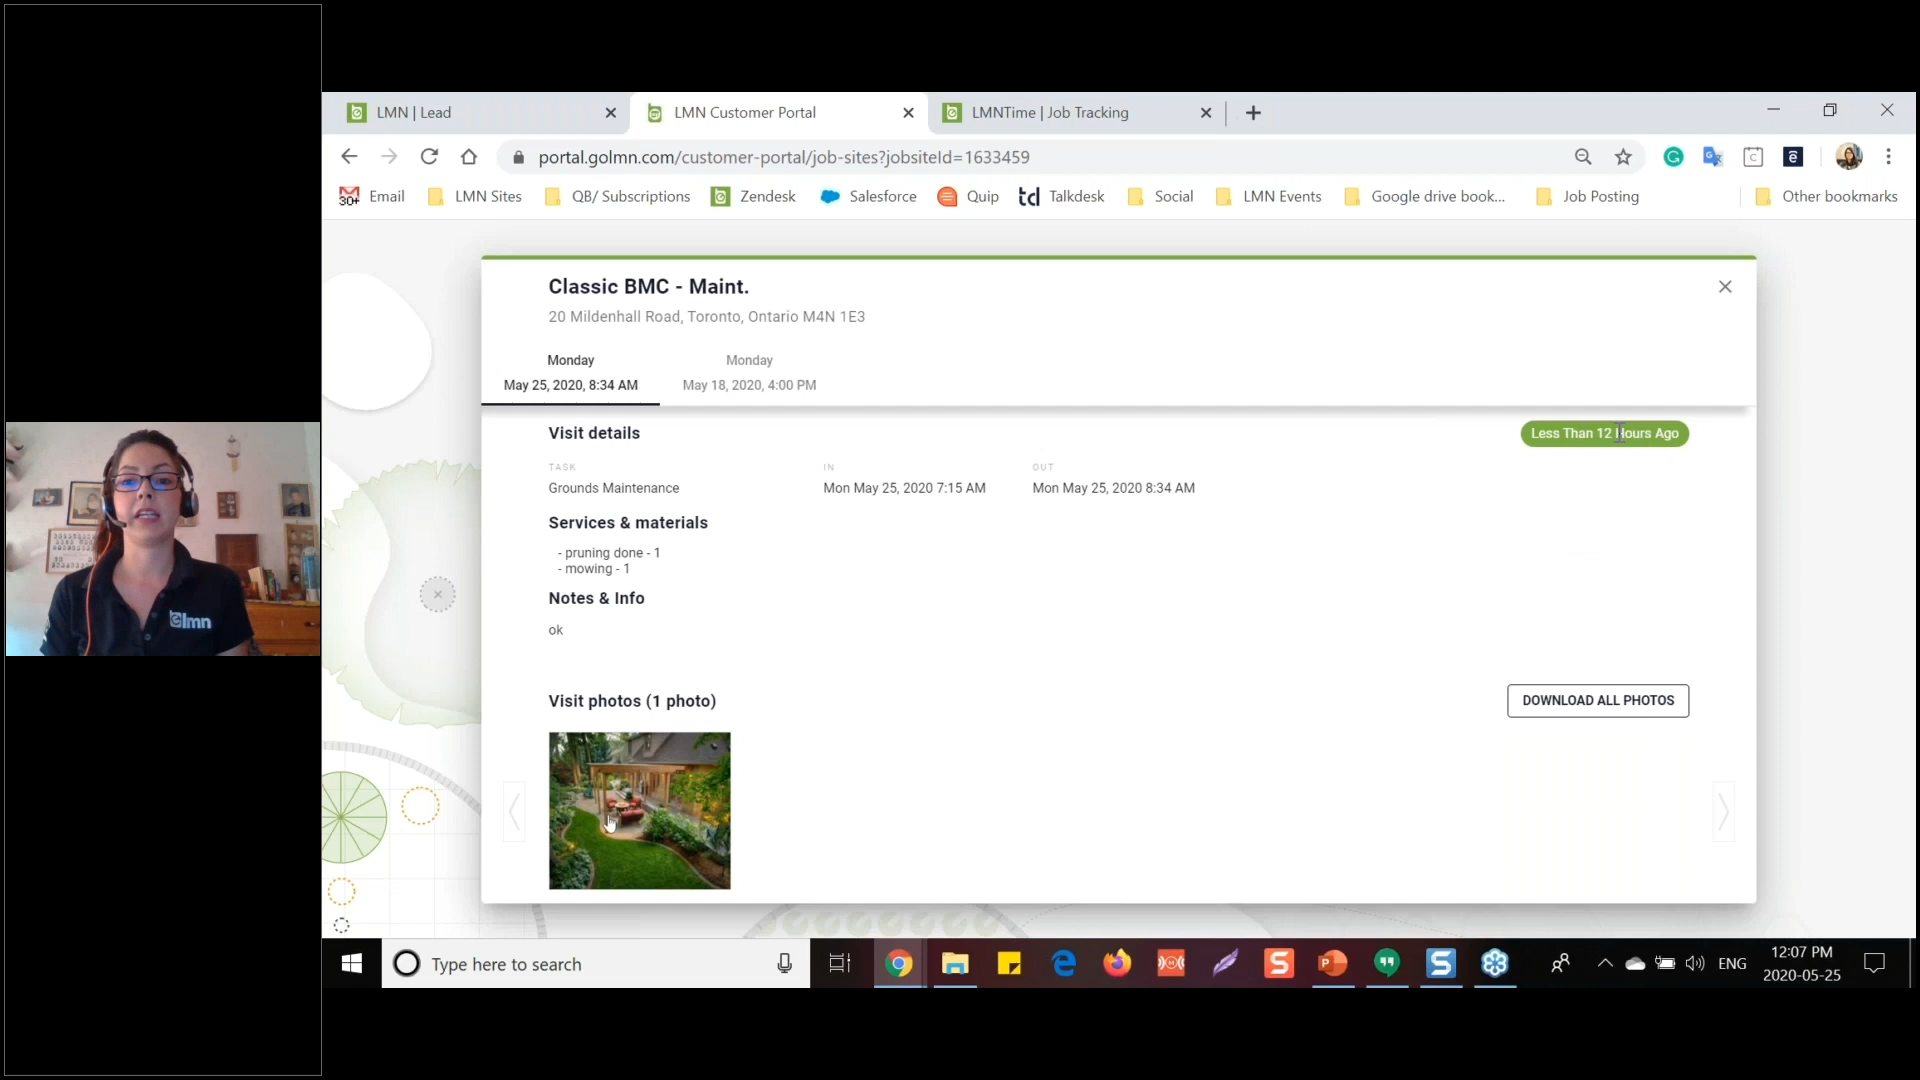 LMN | Lead
LMN Customer Portal
LMNTime | Job Tracking
portal.golmn.com/customer-portal/job-sites?jobsiteId=1633459
30+ Email LMN Sites QB/ Subscriptions Zendesk Salesforce Quip td Talkdesk Social LMN Events Google drive book... Job Posting Other bookmarks
Classic BMC - Maint.
20 Mildenhall Road, Toronto, Ontario M4N 1E3
Monday
May 25, 2020, 8:34 AM
Monday
May 18, 2020, 4:00 PM
Visit details
Less Than 12 Hours Ago
TASK IN OUT
Grounds Maintenance Mon May 25, 2020 7:15 AM Mon May 25, 2020 8:34 AM
Services & materials
- pruning done - 1
- mowing - 1
Notes & Info
ok
Visit photos (1 photo)
DOWNLOAD ALL PHOTOS
lmn
Type here to search
ENG
12:07 PM
2020-05-25